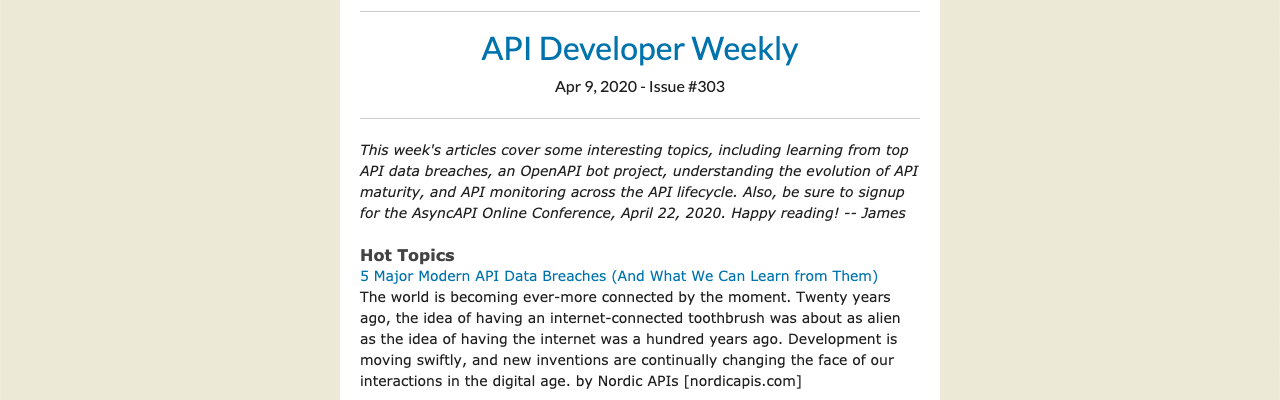 API Developer Weekly
Apr 9, 2020 - Issue #303
This week's articles cover some interesting topics, including learning from top
API data breaches, an OpenAPI bot project, understanding the evolution of API
maturity, and API monitoring across the API lifecycle. Also, be sure to signup
for the AsyncAPI Online Conference, April 22, 2020. Happy reading! -- James
Hot Topics
5 Major Modern API Data Breaches (And What We Can Learn from Them)
The world is becoming ever-more connected by the moment. Twenty years
ago, the idea of having an internet-connected toothbrush was about as alien
as the idea of having the internet was a hundred years ago. Development is
moving swiftly, and new inventions are continually changing the face of our
interactions in the digital age. by Nordic APIs [nordicapis.com]